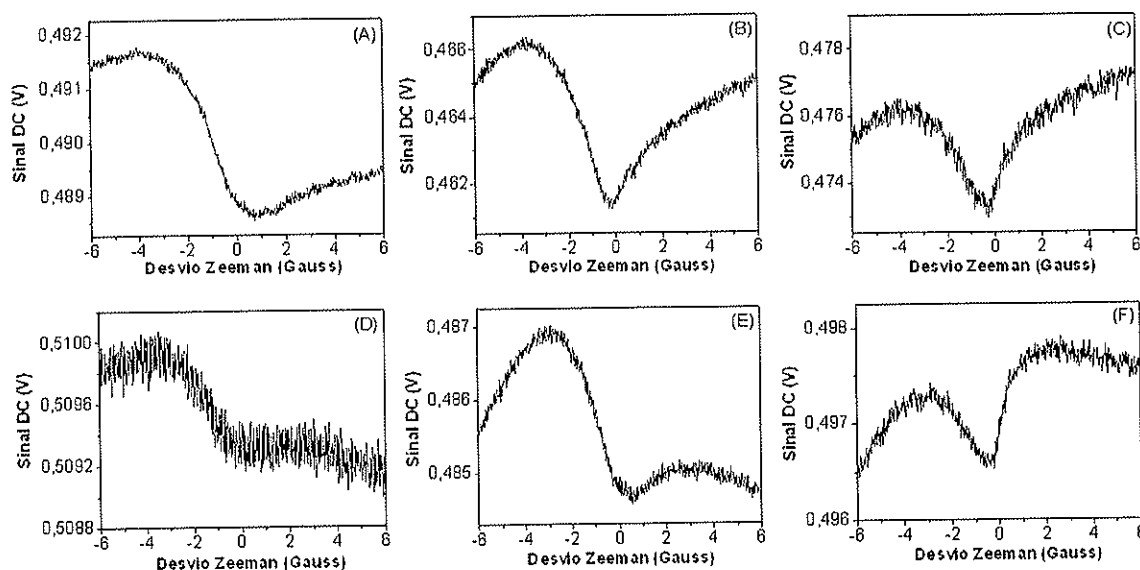 (A)
0,492
0,491
0,490
0,489
Sinal DC (V)
-6 -4 -2 0 2 4 6
Desvio Zeeman (Gauss)
(B)
0,466
0,464
0,462
Sinal DC (V)
-6 -4 -2 0 2 4 6
Desvio Zeeman (Gauss)
(C)
0,478
0,476
0,474
Sinal DC (V)
-6 -4 -2 0 2 4 6
Desvio Zeeman (Gauss)
(D)
0,5100
0,5096
0,5092
0,5088
Sinal DC (V)
-6 -4 -2 0 2 4 6
Desvio Zeeman (Gauss)
(E)
0,487
0,486
0,485
Sinal DC (V)
-6 -4 -2 0 2 4 6
Desvio Zeeman (Gauss)
(F)
0,498
0,497
0,496
Sinal DC (V)
-6 -4 -2 0 2 4 6
Desvio Zeeman (Gauss)